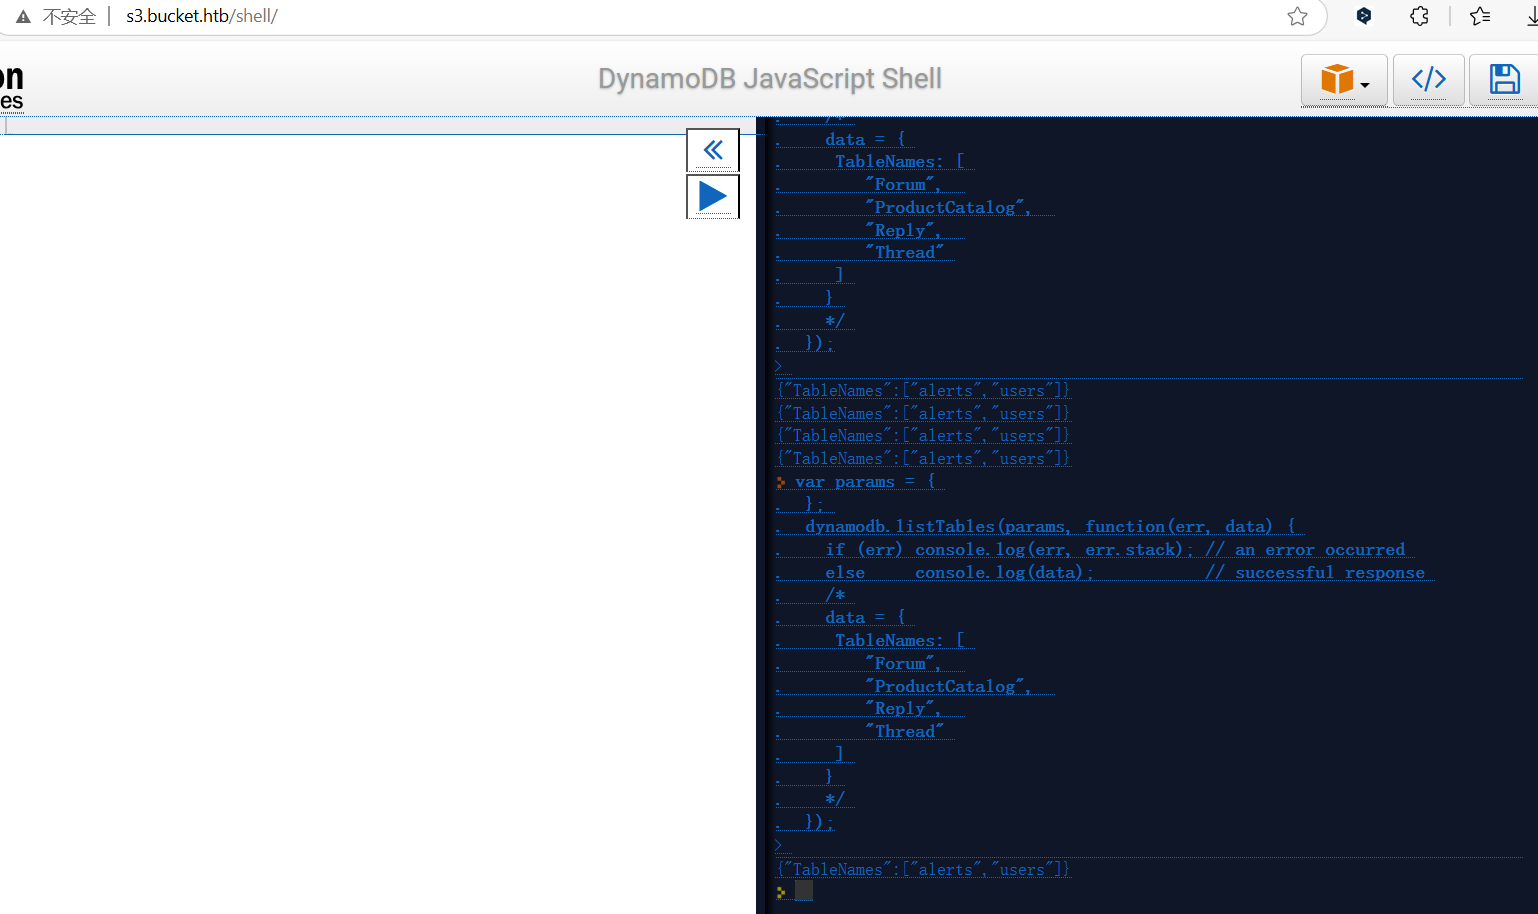 不安全 s3.bucket.htb/shell/
on
es
DynamoDB JavaScript Shell
</>
. /*
. data = {
. TableNames: [
. "Forum",
. "ProductCatalog",
. "Reply",
. "Thread"
. ]
. }
. */
. });
>
{"TableNames":["alerts","users"]}
{"TableNames":["alerts","users"]}
{"TableNames":["alerts","users"]}
{"TableNames":["alerts","users"]}
> var params = {
. };
. dynamodb.listTables(params, function(err, data) {
. if (err) console.log(err, err.stack); // an error occurred
. else console.log(data); // successful response
. /*
. data = {
. TableNames: [
. "Forum",
. "ProductCatalog",
. "Reply",
. "Thread"
. ]
. }
. */
. });
>
{"TableNames":["alerts","users"]}
>